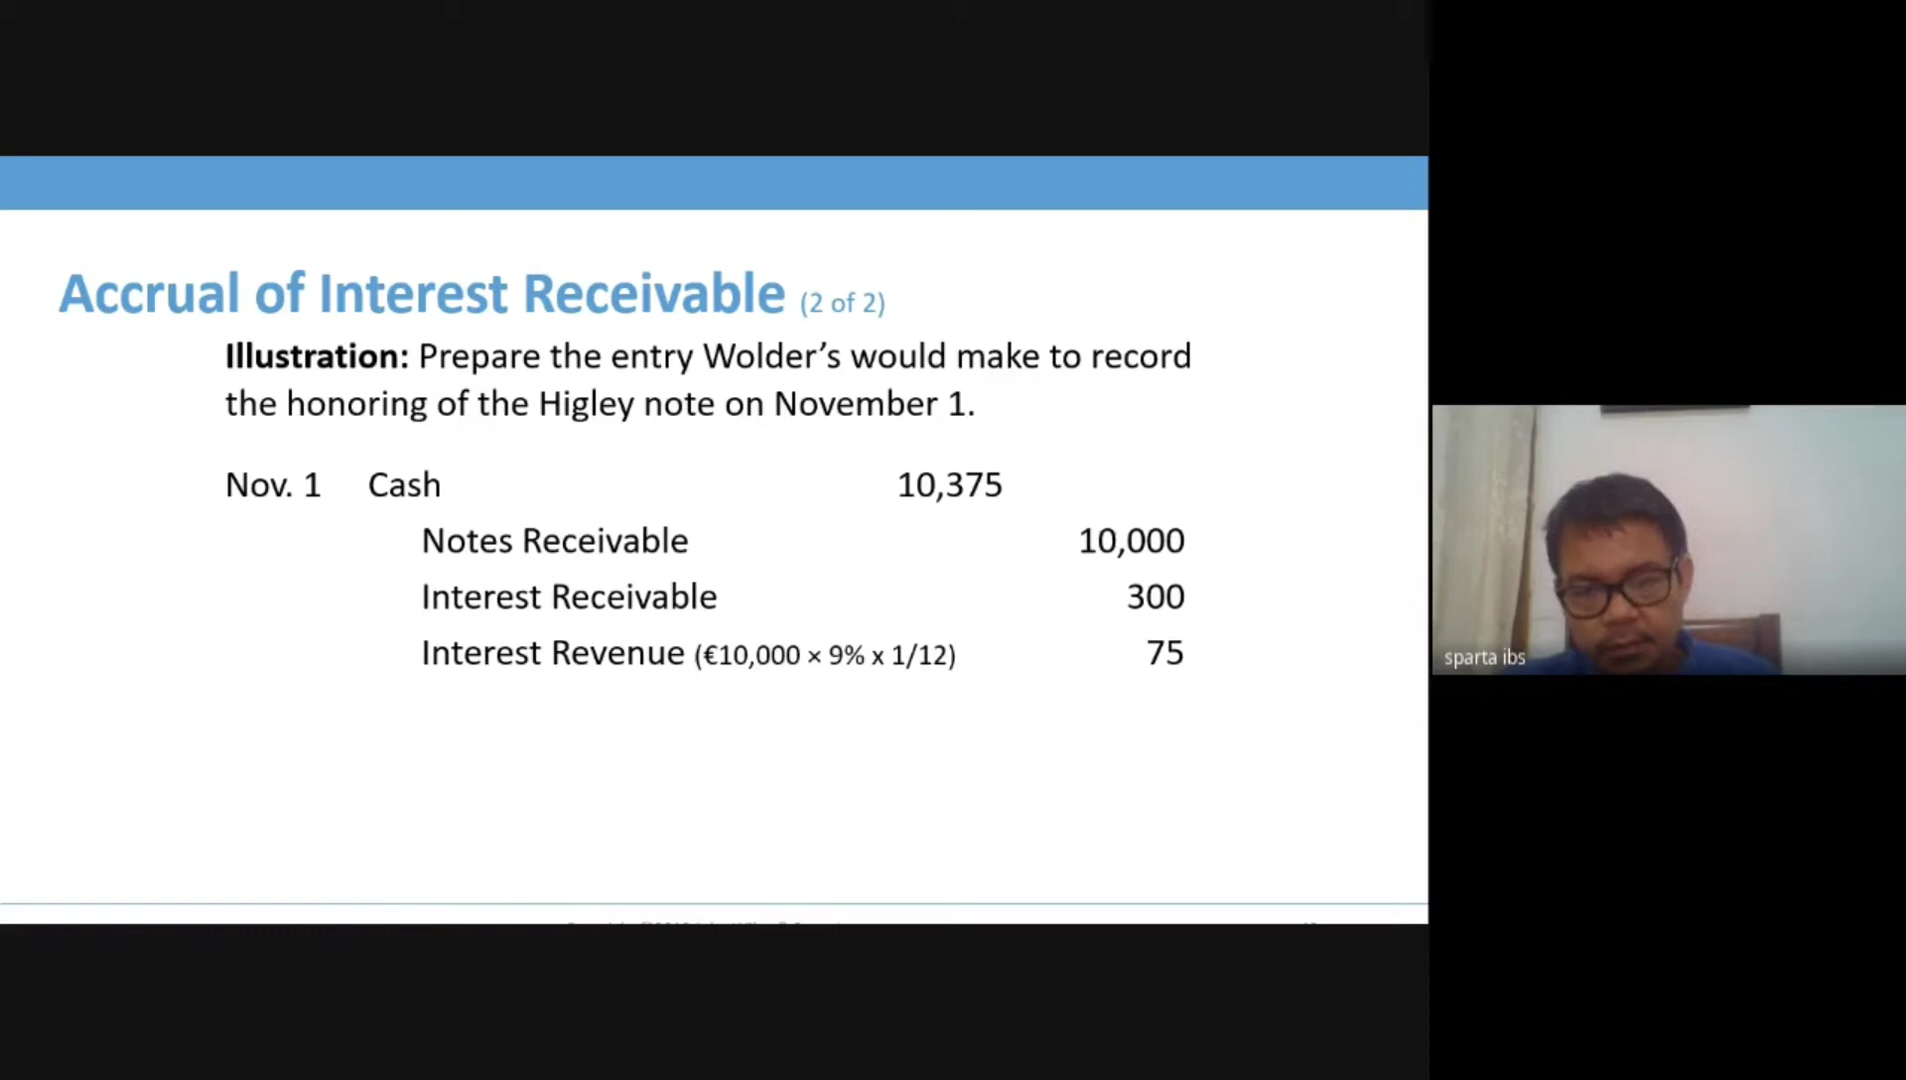 Accrual of Interest Receivable (2 of 2)
Illustration: Prepare the entry Wolder’s would make to record
the honoring of the Higley note on November 1.
Nov. 1 Cash 10,375
Notes Receivable 10,000
Interest Receivable 300
Interest Revenue (€10,000 × 9% x 1/12) 75
sparta ibs